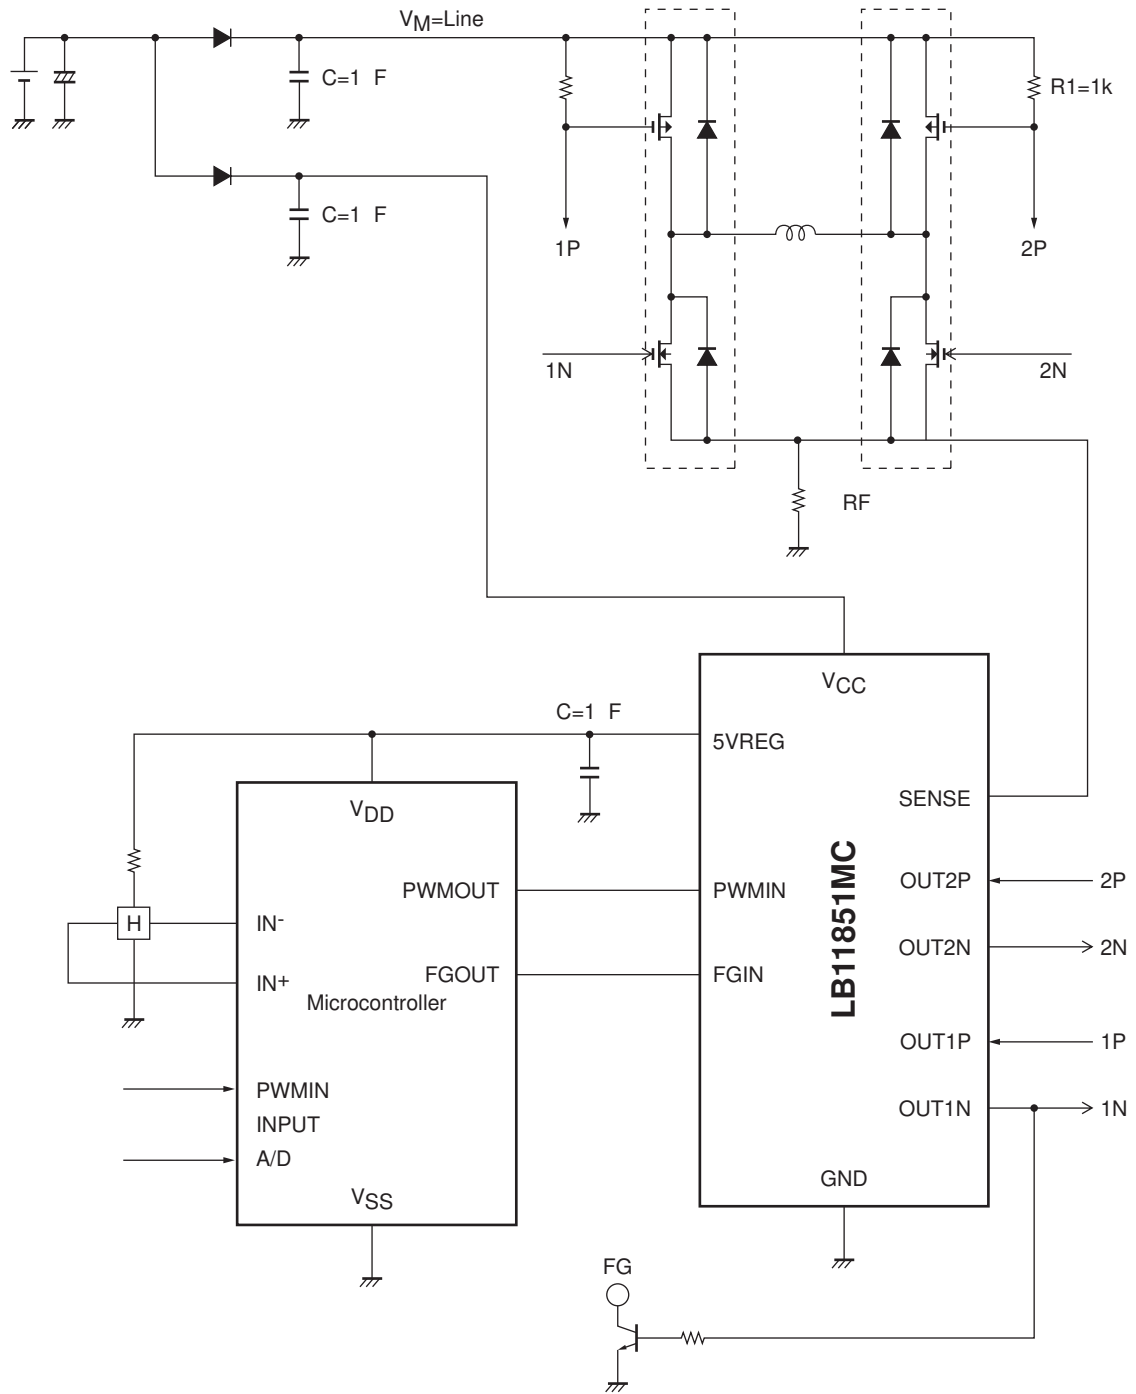 VM=Line
C=1 F
R1=1k
C=1 F
1P
2P
1N
2N
RF
VCC
C=1 F
5VREG
VDD
SENSE
PWMOUT
PWMIN
OUT2P
2P
H
IN-
OUT2N
2N
FGOUT
FGIN
LB11851MC
IN+
Microcontroller
OUT1P
1P
PWMIN
OUT1N
1N
INPUT
A/D
GND
VSS
FG